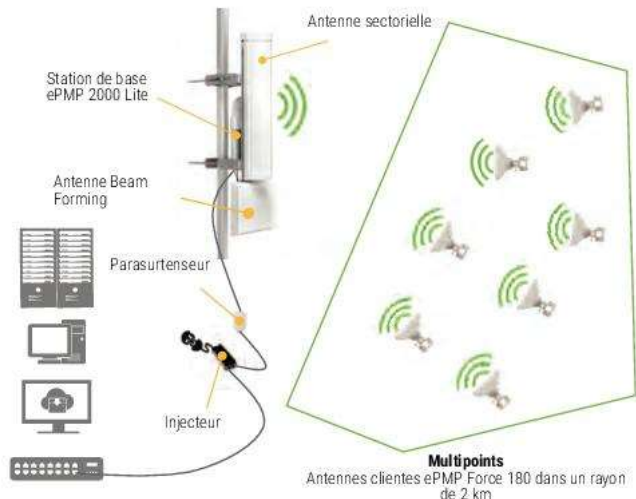 Antenne sectorielle
Station de base
ePMP 2000 Lite
Antenne Beam
Forming
Parasurtenseur
Injecteur
Multipoints
Antennes clientes ePMP Force 180 dans un rayon
de 2 km